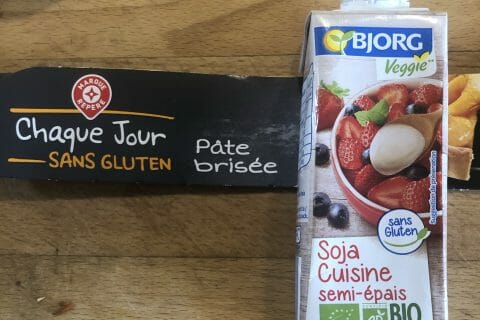 MARQUE
REPÈRE
Chaque Jour
SANS GLUTEN
Pâte
brisée
BJORG
Veggie
sans
Gluten
Soja
Cuisine
semi-épais
BIO